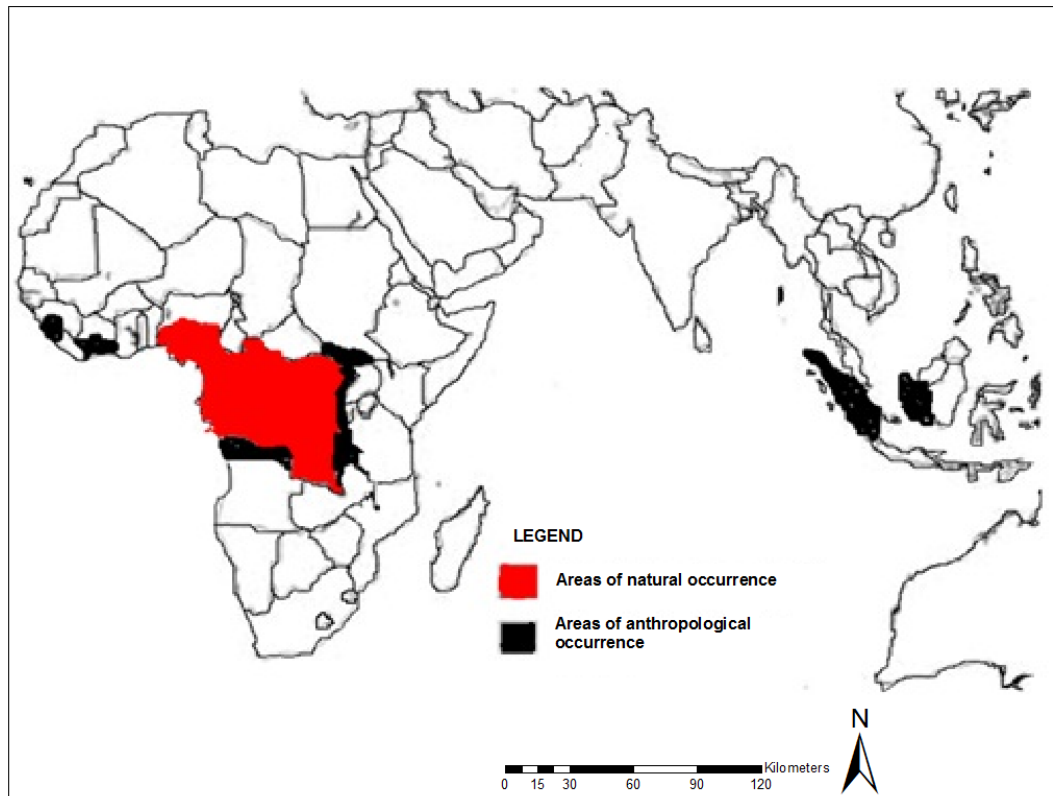 LEGEND
Areas of natural occurrence
Areas of anthropological
occurrence
N
Kilometers
0 15 30 60 90 120